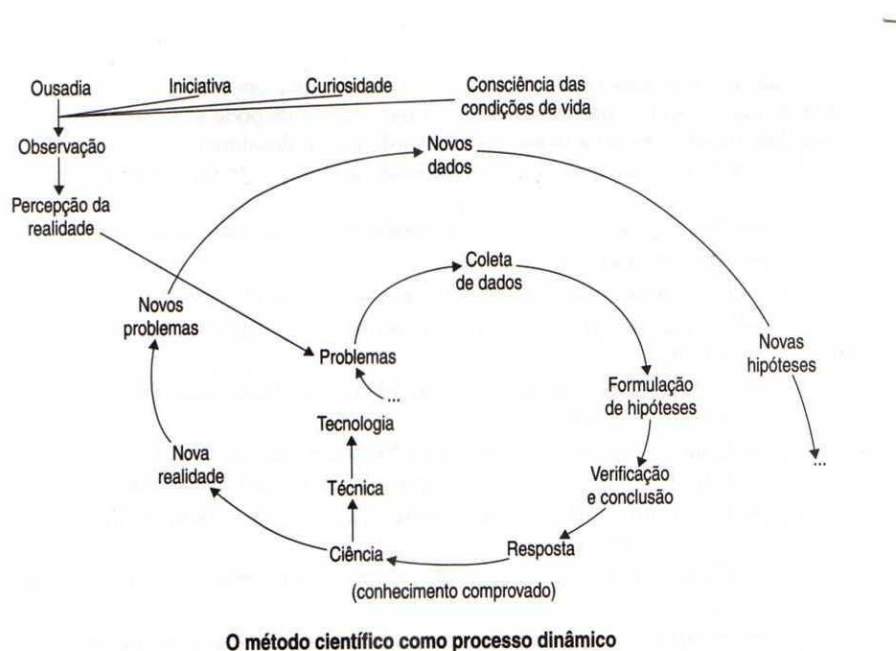 Ousadia
Iniciativa
Curiosidade
Consciência das
condições de vida
Observação
Percepção da
realidade
Novos
dados
Coleta
de dados
Novos
problemas
Problemas
...
Novas
hipóteses
...
Formulação
de hipóteses
Tecnologia
Nova
realidade
Técnica
Verificação
e conclusão
Ciência
Resposta
(conhecimento comprovado)
O método científico como processo dinâmico